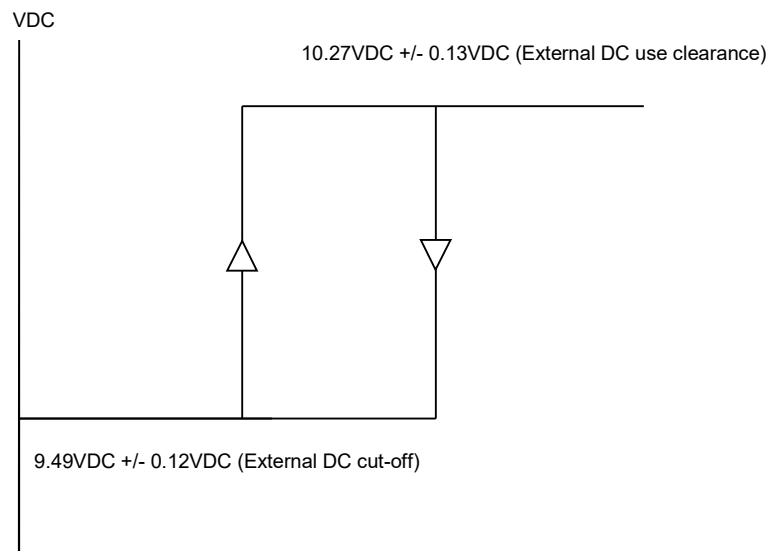 VDC
10.27VDC +/- 0.13VDC (External DC use clearance)
9.49VDC +/- 0.12VDC (External DC cut-off)